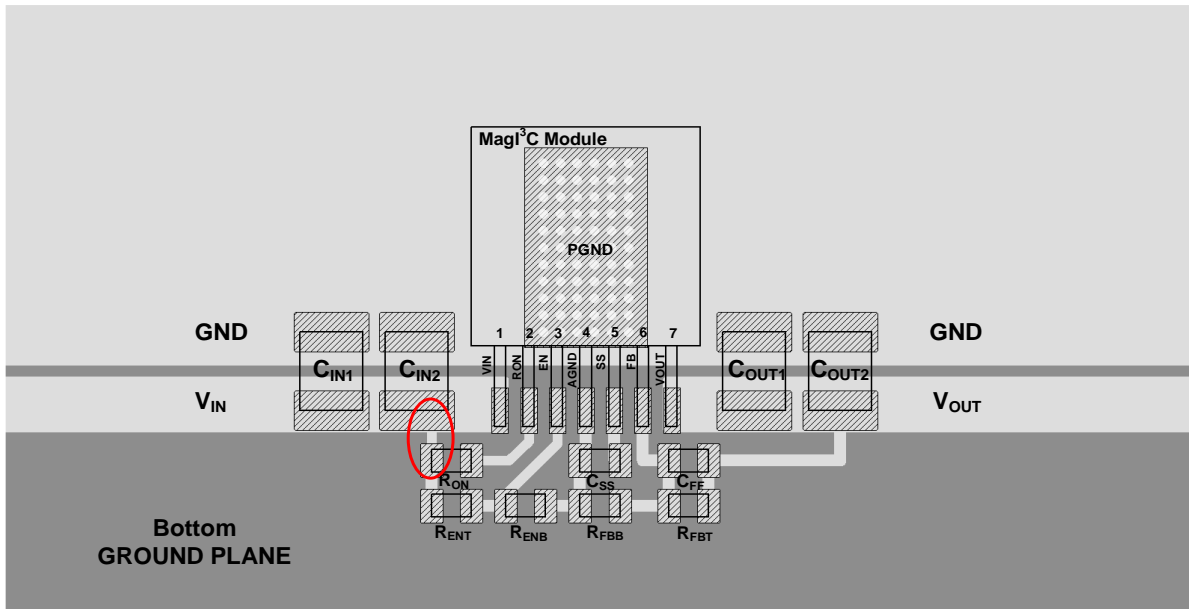 MagI³C Module
PGND
1 2 3 4 5 6 7
VIN RON EN AGND SS FB VOUT
GND GND
CIN1 CIN2 COUT1 COUT2
VIN VOUT
RON CSS CFF
RENT RENB RFBB RFBT
Bottom
GROUND PLANE